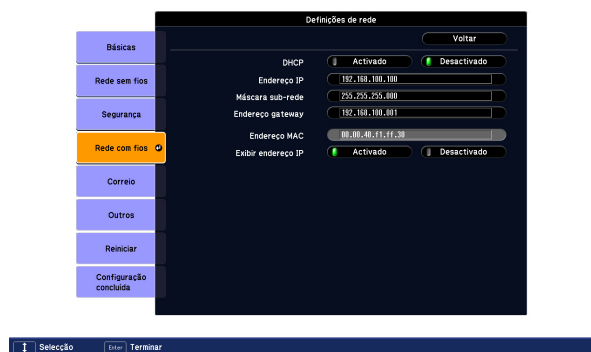 Definições de rede
Voltar
Básicas
Rede sem fios
Segurança
Rede com fios
Correio
Outros
Reiniciar
Configuração
concluída
DHCP Activado Desactivado
Endereço IP 192.168.100.100
Máscara sub-rede 255.255.255.000
Endereço gateway 192.168.100.001
Endereço MAC 00.00.48.f1.ff.30
Exibir endereço IP Activado Desactivado
Selecção Enter Terminar